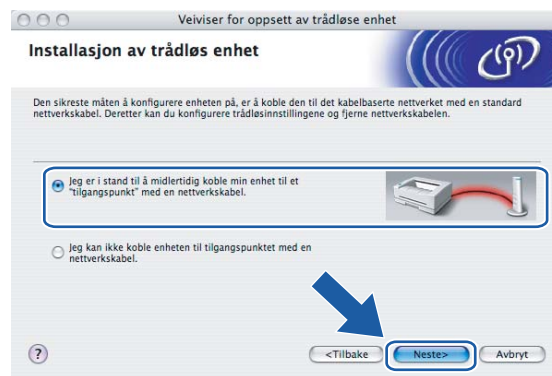 Veiviser for oppsett av trådløse enhet
Installasjon av trådløs enhet
Den sikreste måten å konfigurere enheten på, er å koble den til det kabelbaserte nettverket med en standard
nettverkskabel. Deretter kan du konfigurere trådløsinnstillingene og fjerne nettverkskabelen.
Jeg er i stand til å midlertidig koble min enhet til et
"tilgangspunkt" med en nettverkskabel.
Jeg kan ikke koble enheten til tilgangspunktet med en
nettverkskabel.
?
<Tilbake Neste> Avbryt